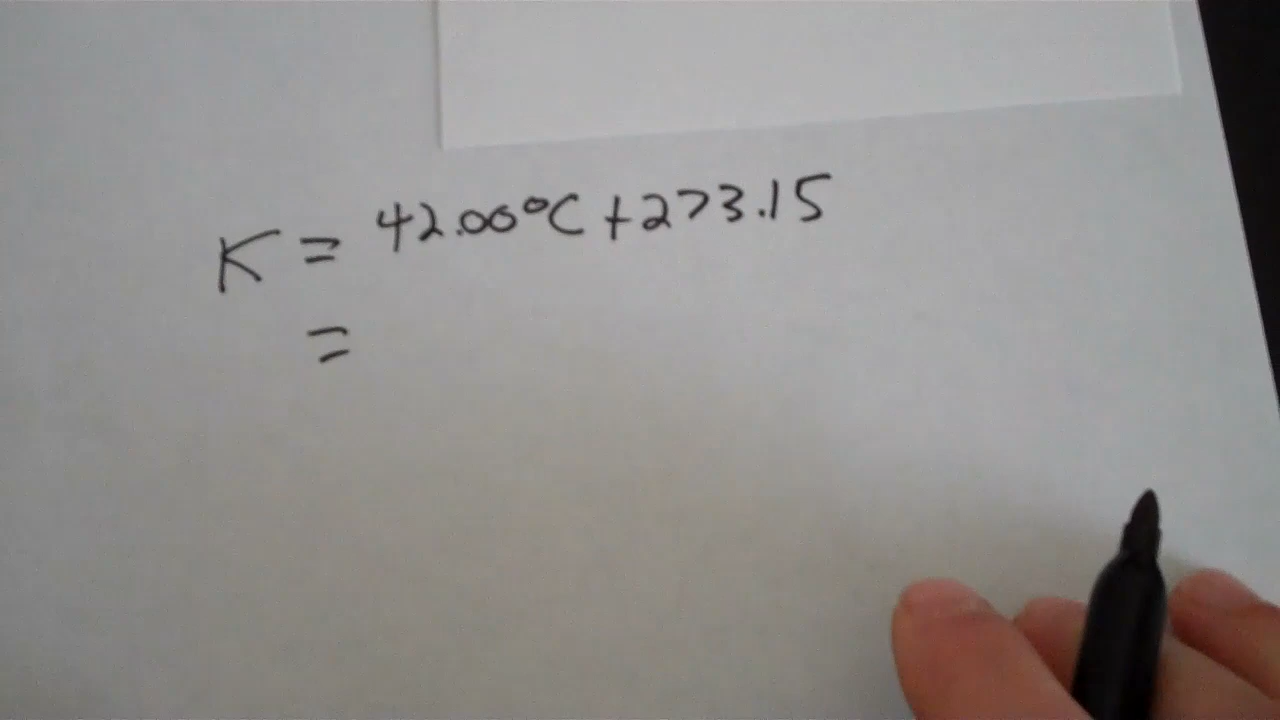 K = 42.00°C + 273.15
=